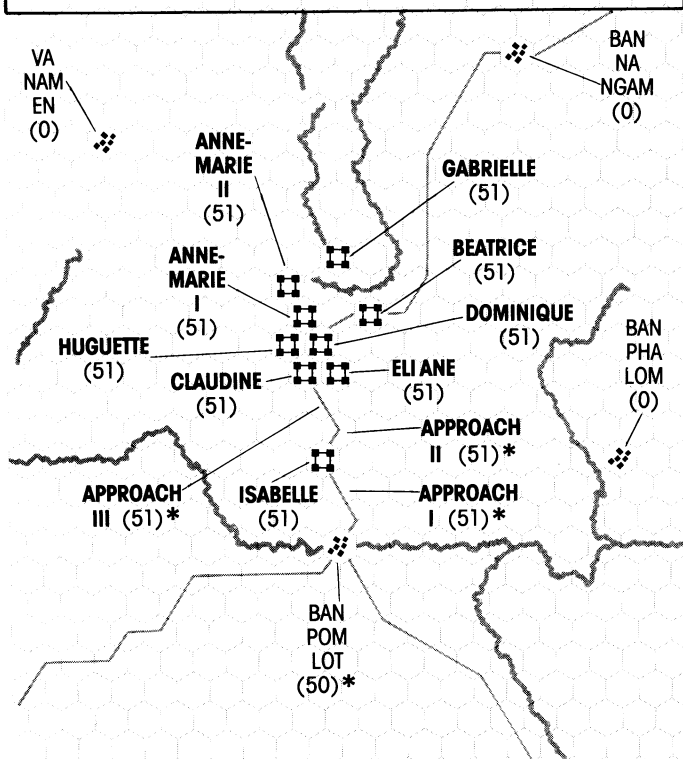 VA
NAM
EN
(0)
BAN
NA
NGAM
(0)
ANNE-
MARIE
II
(51)
GABRIELLE
(51)
ANNE-
MARIE
I
(51)
BEATRICE
(51)
DOMINIQUE
(51)
HUGUETTE
(51)
CLAUDINE
(51)
ELI ANE
(51)
BAN
PHA
LOM
(0)
APPROACH
II (51)*
APPROACH
III (51)*
ISABELLE
(51)
APPROACH
I (51)*
BAN
POM
LOT
(50)*